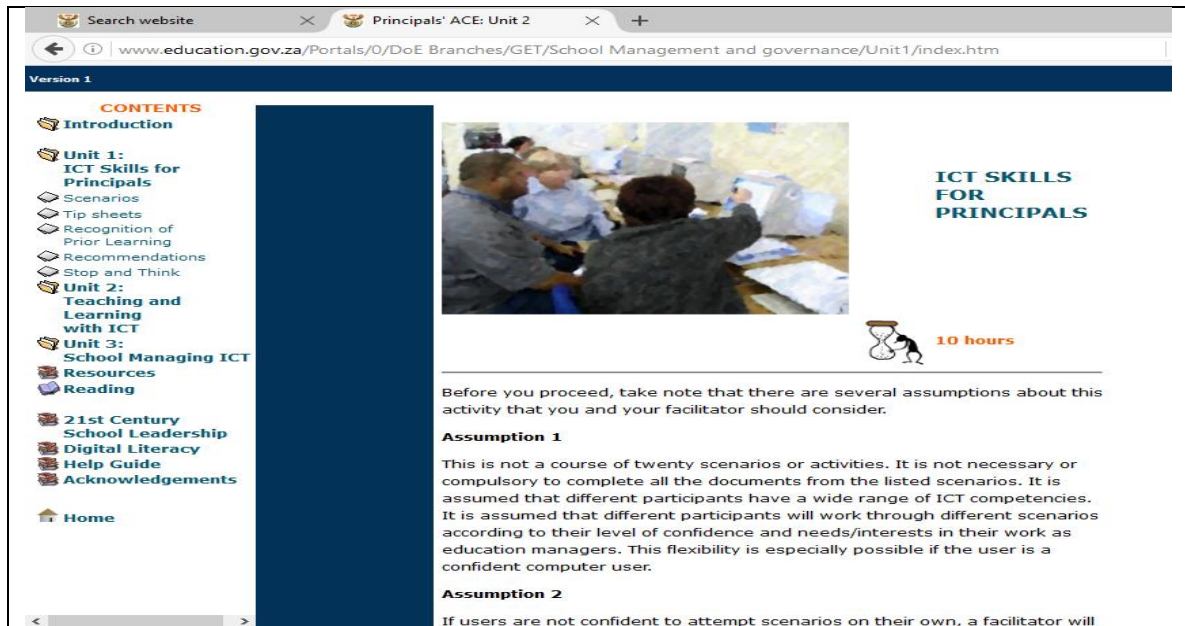 Search website
Principals' ACE: Unit 2
www.education.gov.za/Portals/0/DoE Branches/GET/School Management and governance/Unit1/index.htm
Version 1
CONTENTS
Introduction
Unit 1:
ICT Skills for
Principals
Scenarios
Tip sheets
Recognition of
Prior Learning
Recommendations
Stop and Think
Unit 2:
Teaching and
Learning
with ICT
Unit 3:
School Managing ICT
Resources
Reading
21st Century
School Leadership
Digital Literacy
Help Guide
Acknowledgements
Home
ICT SKILLS
FOR
PRINCIPALS
10 hours
Before you proceed, take note that there are several assumptions about this
activity that you and your facilitator should consider.
Assumption 1
This is not a course of twenty scenarios or activities. It is not necessary or
compulsory to complete all the documents from the listed scenarios. It is
assumed that different participants have a wide range of ICT competencies.
It is assumed that different participants will work through different scenarios
according to their level of confidence and needs/interests in their work as
education managers. This flexibility is especially possible if the user is a
confident computer user.
Assumption 2
If users are not confident to attempt scenarios on their own, a facilitator will